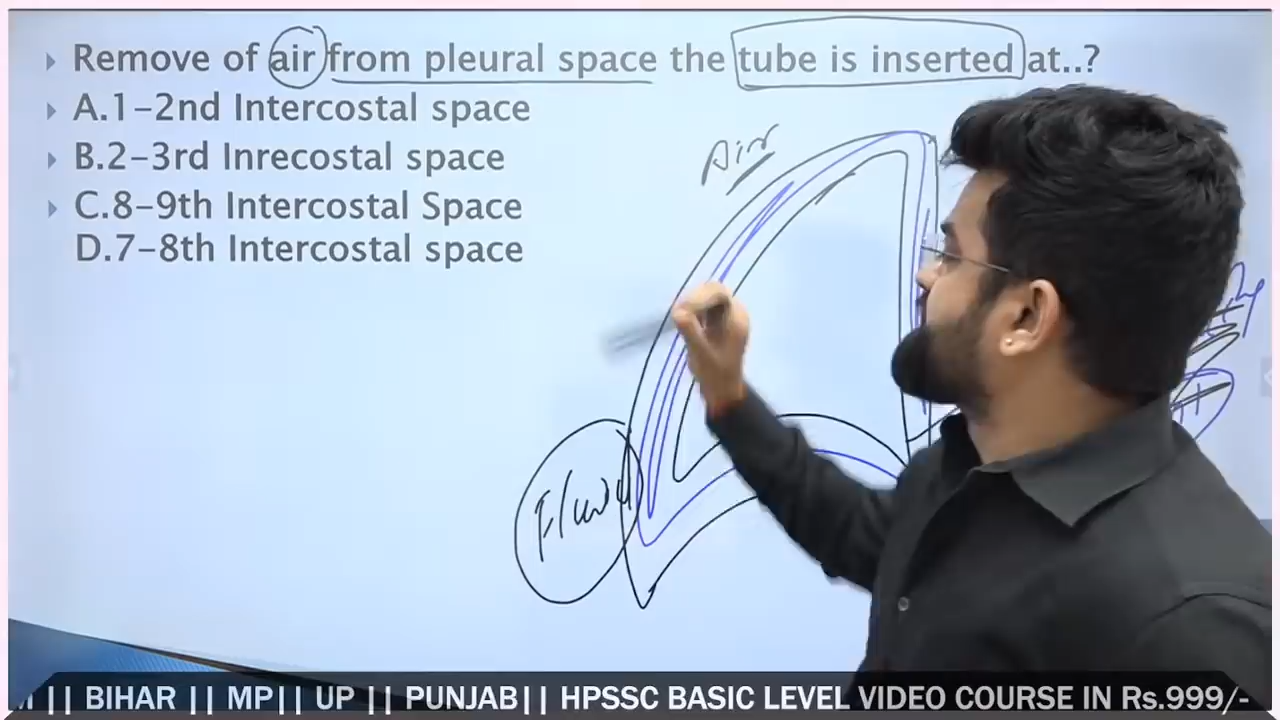 Remove of air from pleural space the tube is inserted at..?
A.1-2nd Intercostal space
B.2-3rd Inrecostal space
C.8-9th Intercostal Space
D.7-8th Intercostal space
Air
Fluid
|| BIHAR || MP|| UP || PUNJAB|| HPSSC BASIC LEVEL VIDEO COURSE IN Rs.999/-